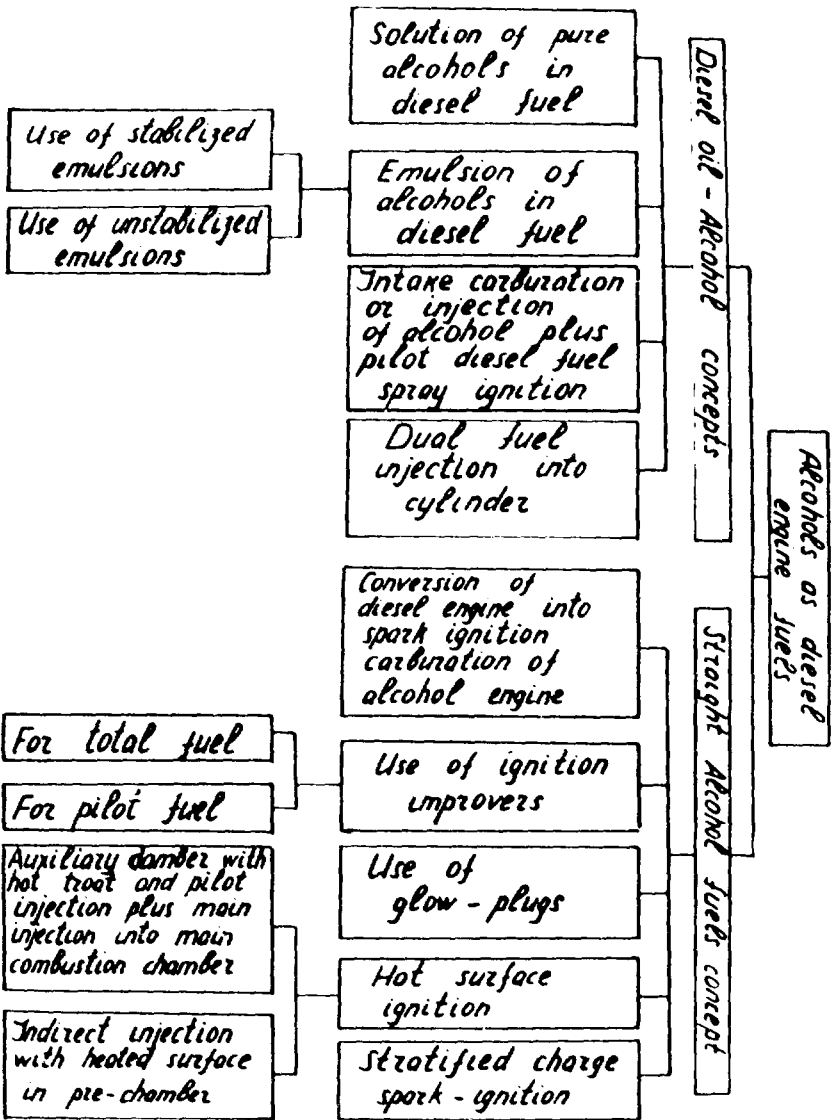 Alcohols as diesel
engine fuels
Diesel oil - Alcohol concepts
Solution of pure
alcohols in
diesel fuel
Emulsion of
alcohols in
diesel fuel
Use of stabilized
emulsions
Use of unstabilized
emulsions
Intake carburation
or injection
of alcohol plus
pilot diesel fuel
spray ignition
Dual fuel
injection into
cylinder
Straight Alcohol fuels concept
Conversion of
diesel engine into
spark ignition
carburation of
alcohol engine
Use of ignition
improvers
For total fuel
For pilot fuel
Use of
glow - plugs
Hot surface
ignition
Auxiliary damber with
hot troat and pilot
injection plus main
injection into main
combustion chamber
Indirect injection
with heated surface
in pre-chamber
Stratified charge
spark - ignition